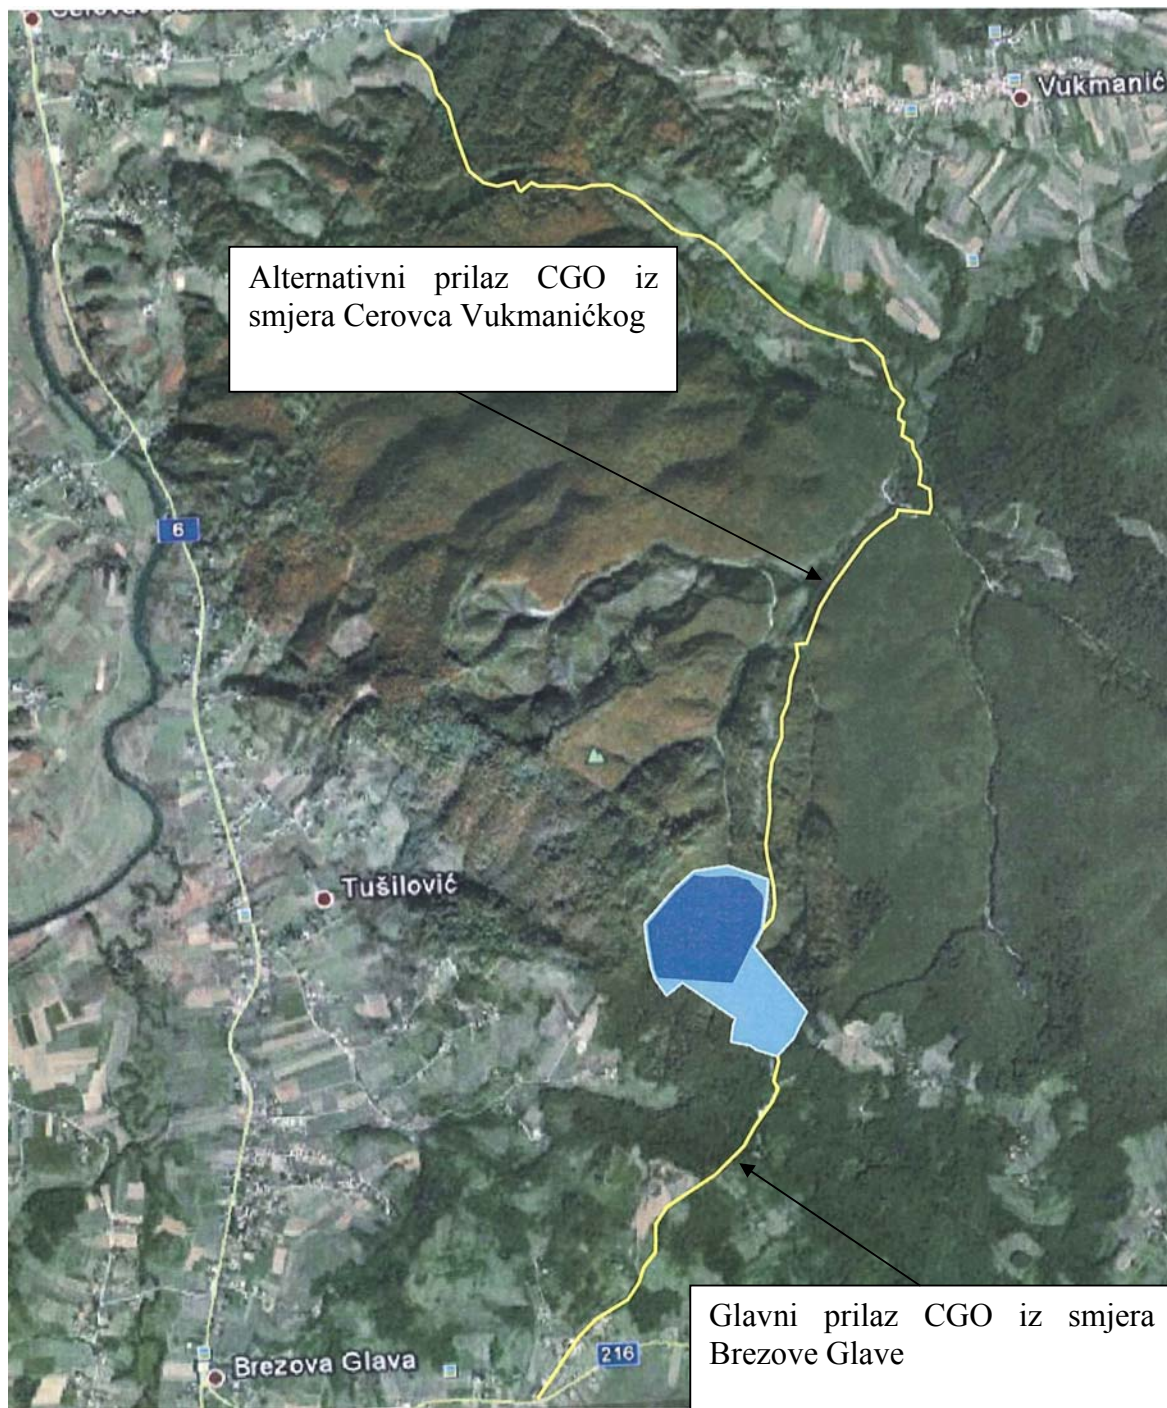 Vukmanić
Alternativni prilaz CGO iz
smjera Cerovca Vukmanićkog
6
Tušilović
Glavni prilaz CGO iz smjera
Brezove Glave
216
Brezova Glava